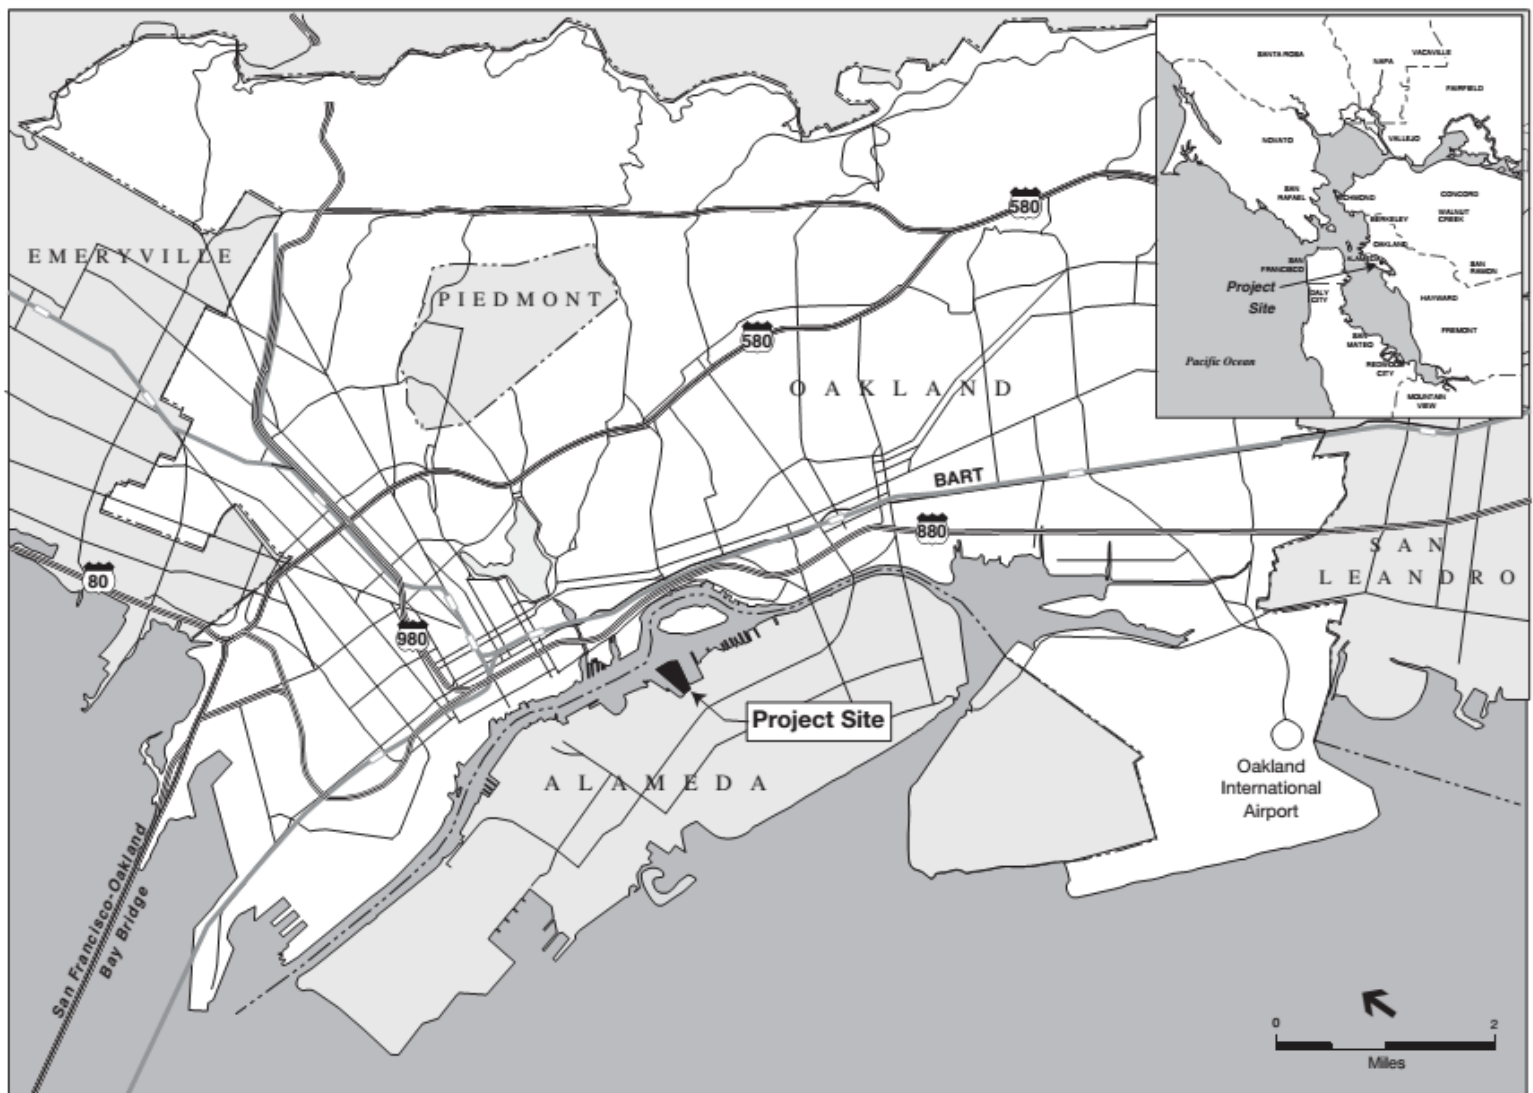 EMERYVILLE
PIEDMONT
OAKLAND
580
580
BART
880
80
980
SAN
LEANDRO
Project Site
ALAMEDA
Oakland
International
Airport
San Francisco-Oakland
Bay Bridge
0 2
Miles
SANTA ROSA
VACAVILLE
NAPA
FAIRFIELD
NOVATO
VALLEJO
SAN
RAFAEL
CONCORD
BERKELEY
WALNUT
CREEK
OAKLAND
SAN
FRANCISCO
SAN
RAMON
Project
Site
DALY
CITY
HAYWARD
FREMONT
SAN
MATEO
Pacific Ocean
REDWOOD
CITY
MOUNTAIN
VIEW